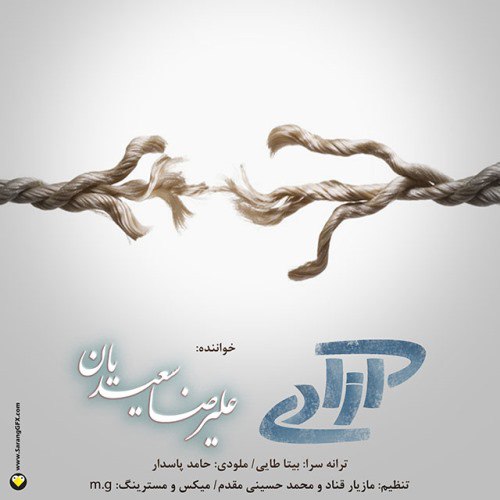 آزادی
خواننده:
علیرضا سعیدیان
ترانه سرا: بیتا طایی/ ملودی: حامد پاسدار
تنظیم: مازیار قناد و محمد حسینی مقدم/ میکس و مسترینگ: m.g
www.SarangGFX.com